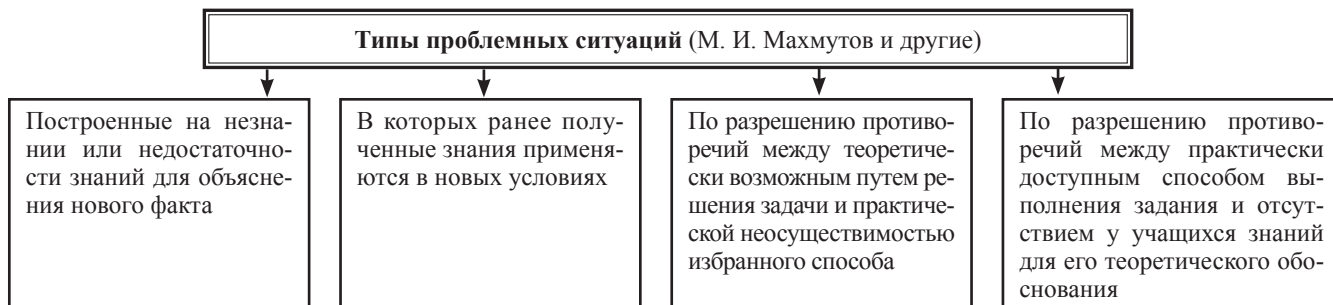 Типы проблемных ситуаций (М. И. Махмутов и другие)
Построенные на незна-
нии или недостаточно-
сти знаний для объясне-
ния нового факта
В которых ранее полу-
ченные знания применя-
ются в новых условиях
По разрешению противо-
речий между теоретиче-
ски возможным путем ре-
шения задачи и практиче-
ской неосуществимостью
избранного способа
По разрешению противо-
речий между практически
доступным способом вы-
полнения задания и отсут-
ствием у учащихся знаний
для его теоретического обо-
снования